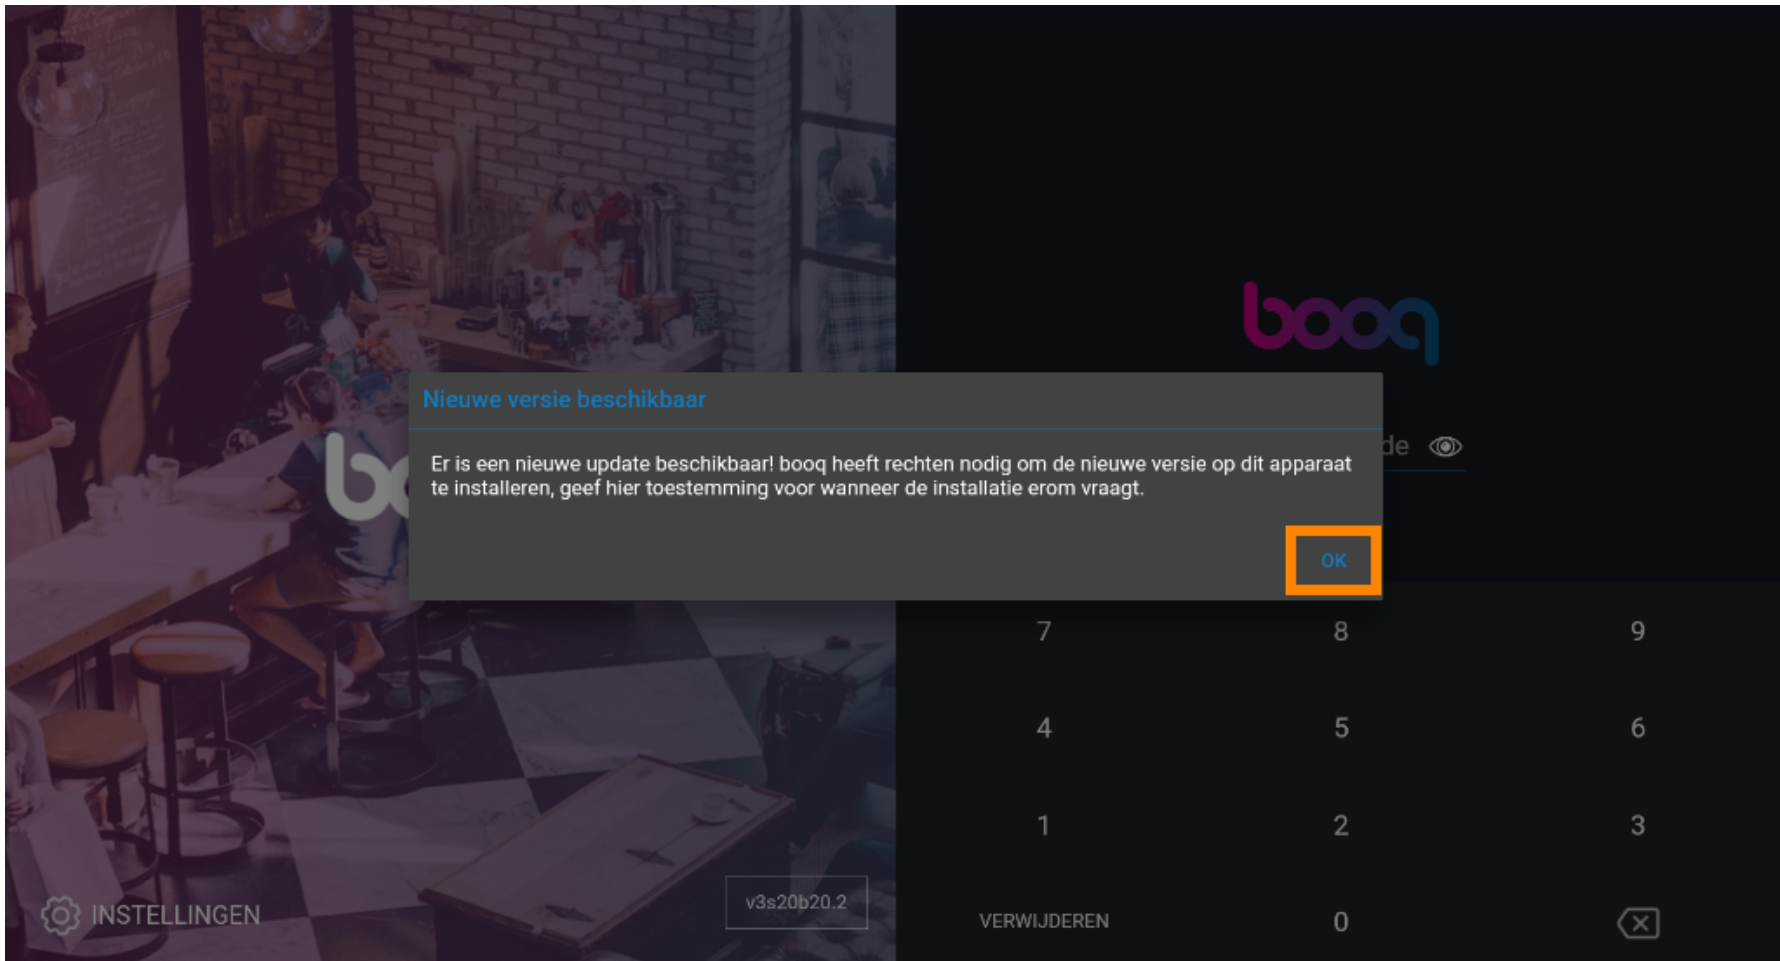 booq
Nieuwe versie beschikbaar
de
Er is een nieuwe update beschikbaar! booq heeft rechten nodig om de nieuwe versie op dit apparaat
te installeren, geef hier toestemming voor wanneer de installatie erom vraagt.
OK
7 8 9
4 5 6
1 2 3
INSTELLINGEN
v3s20b20.2
VERWIJDEREN
0